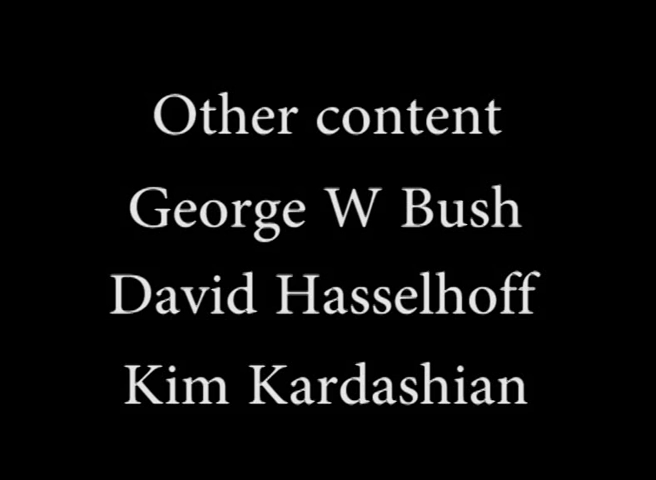 Other content
George W Bush
David Hasselhoff
Kim Kardashian